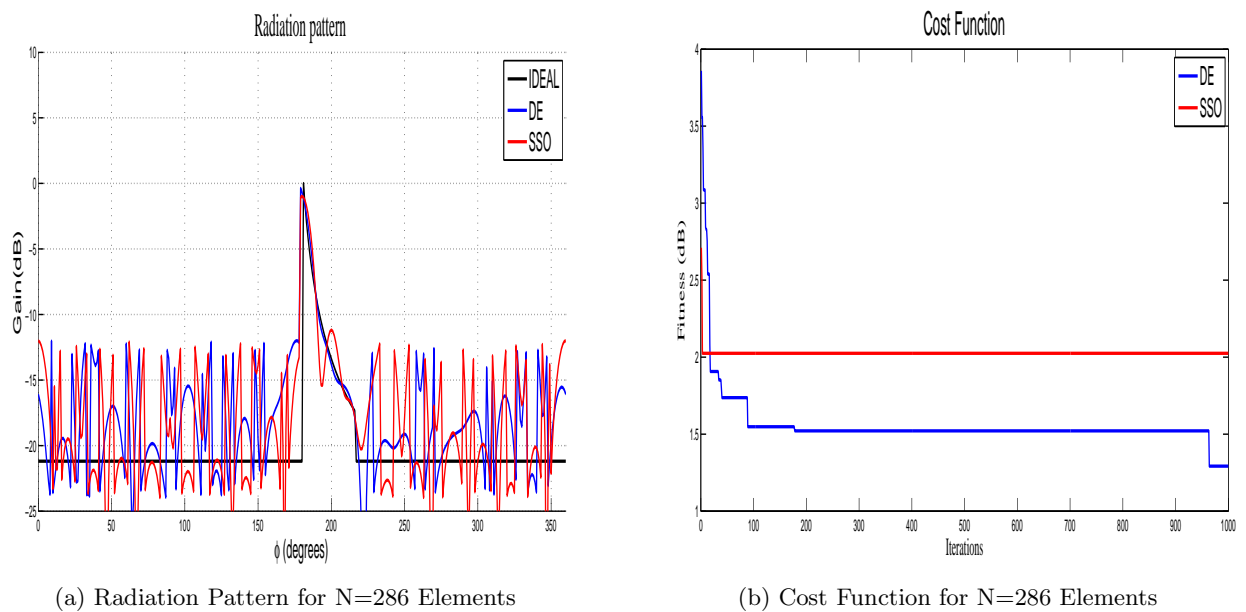 Radiation pattern
10
5
0
−5
−10
−15
−20
−25
Gain(dB)
IDEAL
DE
SSO
0 50 100 150 200 250 300 350
ϕ (degrees)
(a) Radiation Pattern for N=286 Elements
Cost Function
4
3.5
3
2.5
2
1.5
1
Fitness (dB)
DE
SSO
0 100 200 300 400 500 600 700 800 900 1000
Iterations
(b) Cost Function for N=286 Elements